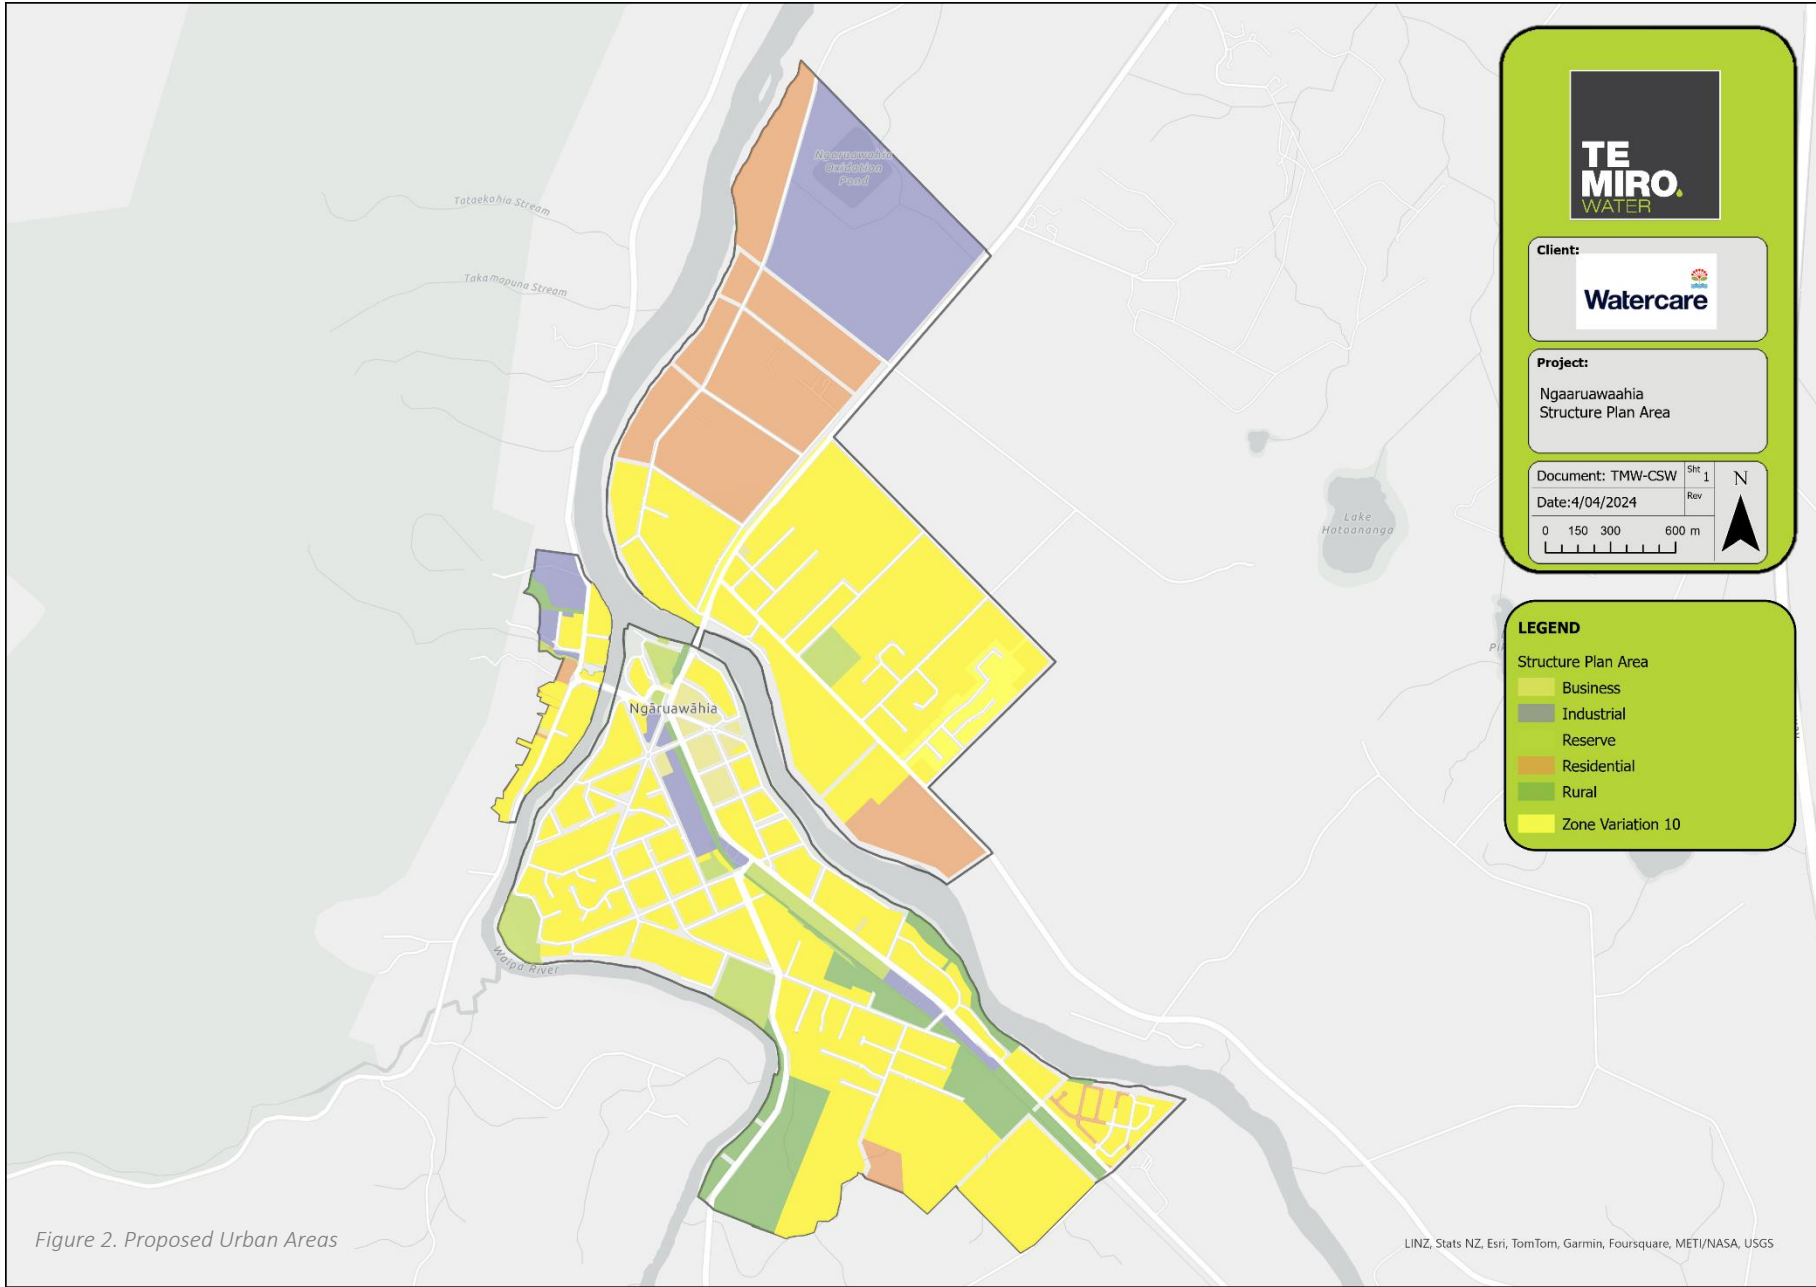 Ngaruawahia
Oxidation
Pond
Tataekohia Stream
Takamapuna Stream
Lake
Hotoananga
Ngāruawāhia
Waipa River
TE
MIRO.
WATER
Client:
Watercare
Project:
Ngaaruawaahia
Structure Plan Area
Document: TMW-CSW
Sht 1
Date:4/04/2024
Rev
N
0 150 300 600 m
LEGEND
Structure Plan Area
Business
Industrial
Reserve
Residential
Rural
Zone Variation 10
Figure 2. Proposed Urban Areas
LINZ, Stats NZ, Esri, TomTom, Garmin, Foursquare, METI/NASA, USGS